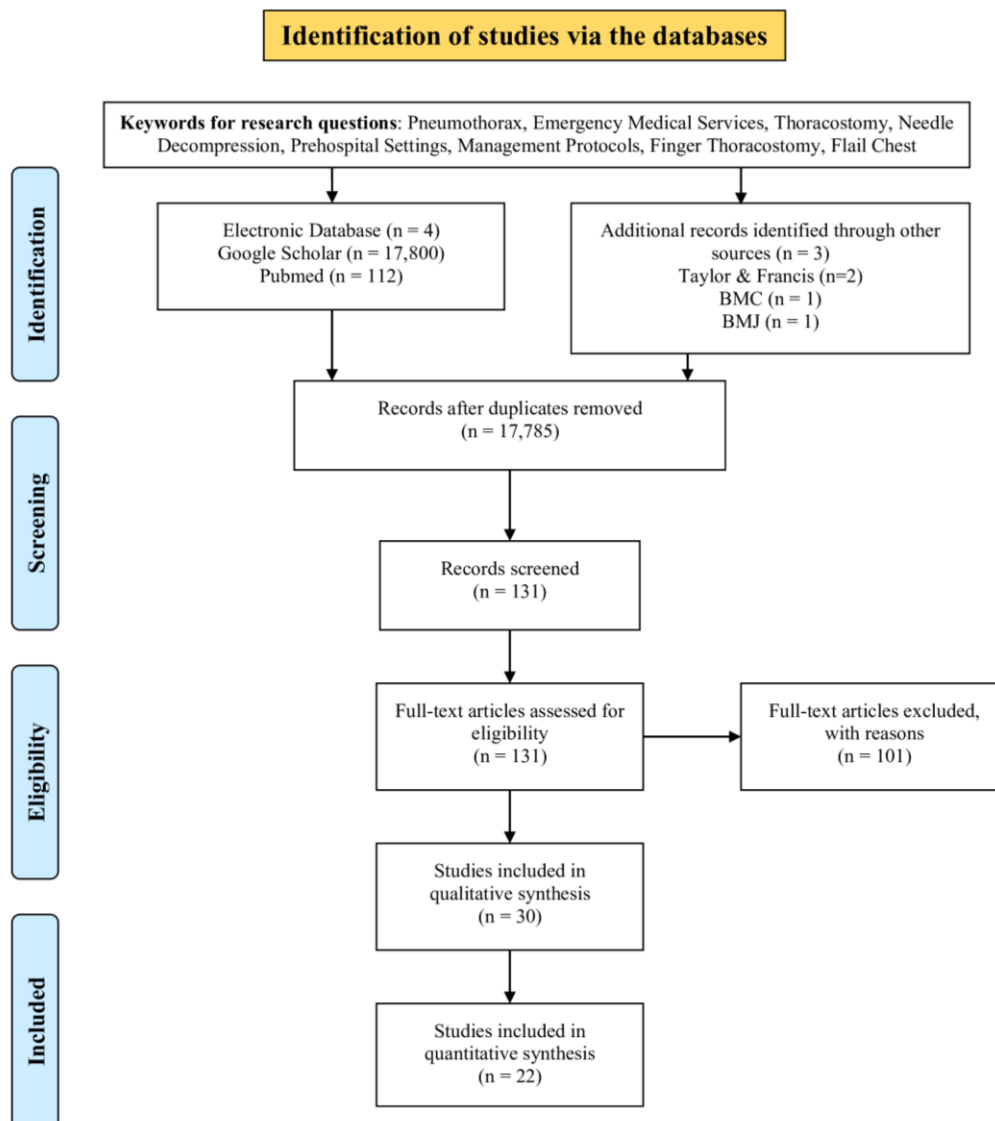 Identification of studies via the databases
Keywords for research questions: Pneumothorax, Emergency Medical Services, Thoracostomy, Needle
Decompression, Prehospital Settings, Management Protocols, Finger Thoracostomy, Flail Chest
Identification
Electronic Database (n = 4)
Google Scholar (n = 17,800)
Pubmed (n = 112)
Additional records identified through other
sources (n = 3)
Taylor & Francis (n=2)
BMC (n = 1)
BMJ (n = 1)
Records after duplicates removed
(n = 17,785)
Screening
Records screened
(n = 131)
Eligibility
Full-text articles assessed for
eligibility
(n = 131)
Full-text articles excluded,
with reasons
(n = 101)
Studies included in
qualitative synthesis
(n = 30)
Included
Studies included in
quantitative synthesis
(n = 22)